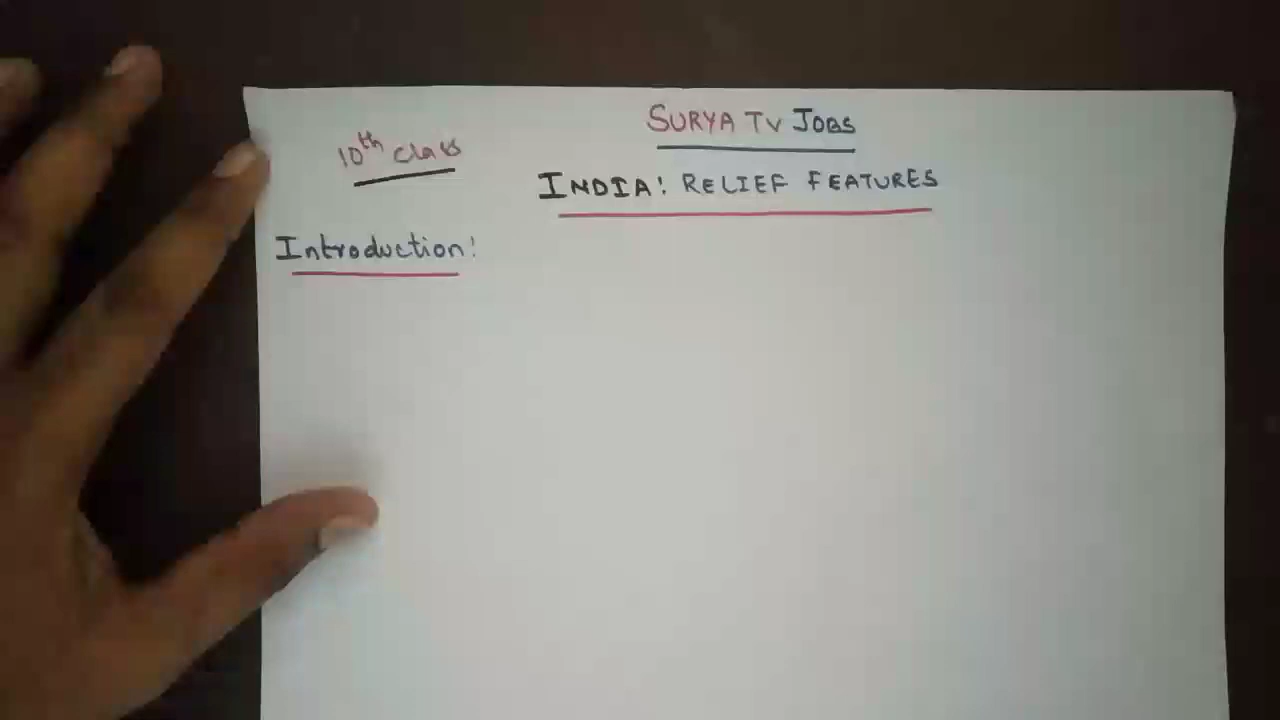 SURYA TV JOBS
10th class
INDIA: RELIEF FEATURES
Introduction: